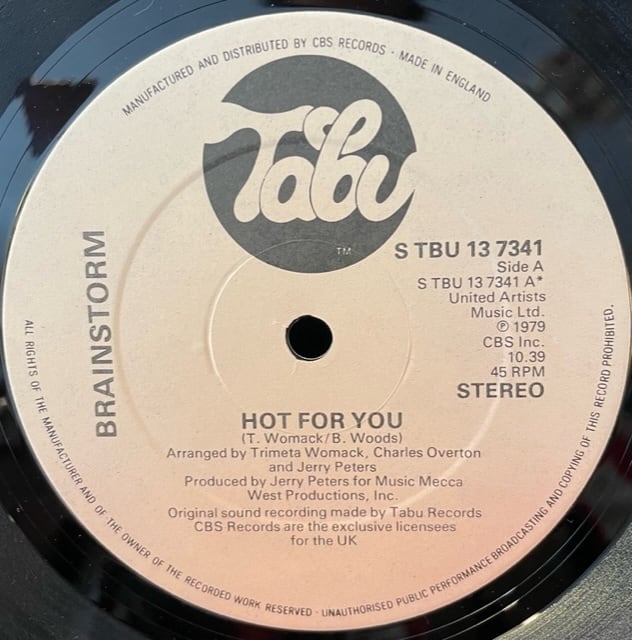 MANUFACTURED AND DISTRIBUTED BY CBS RECORDS · MADE IN ENGLAND
Tabu
TM
S TBU 13 7341
Side A
S TBU 13 7341 A*
United Artists
Music Ltd.
℗ 1979
CBS Inc.
10.39
45 RPM
STEREO
BRAINSTORM
HOT FOR YOU
(T. Womack/B. Woods)
Arranged by Trimeta Womack, Charles Overton
and Jerry Peters
Produced by Jerry Peters for Music Mecca
West Productions, Inc.
Original sound recording made by Tabu Records
CBS Records are the exclusive licensees
for the UK
ALL RIGHTS OF THE MANUFACTURER AND OF THE OWNER OF THE RECORDED WORK RESERVED · UNAUTHORISED PUBLIC PERFORMANCE BROADCASTING AND COPYING OF THIS RECORD PROHIBITED.